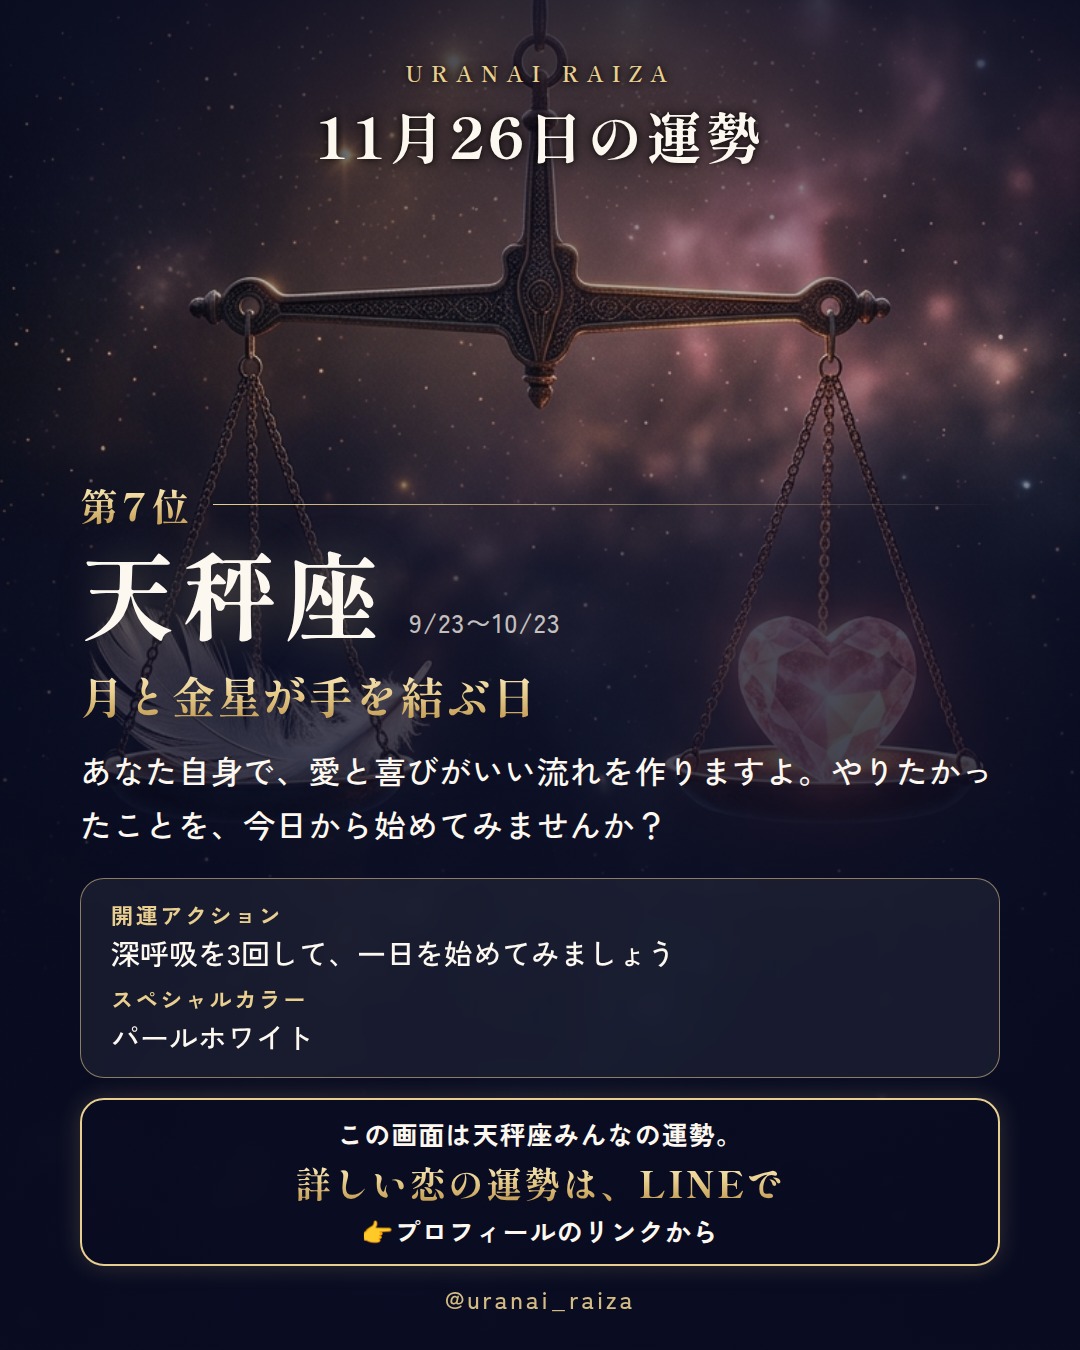 URANAI RAIZA
11月26日の運勢
第7位
天秤座 9/23〜10/23
月と金星が手を結ぶ日
あなた自身で、愛と喜びがいい流れを作りますよ。やりたかっ
たことを、今日から始めてみませんか？
開運アクション
深呼吸を3回して、一日を始めてみましょう
スペシャルカラー
パールホワイト
この画面は天秤座みんなの運勢。
詳しい恋の運勢は、LINEで
👉プロフィールのリンクから
@uranai_raiza